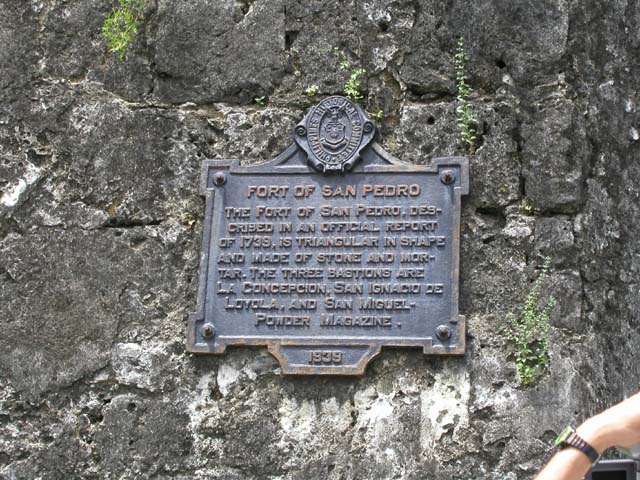 FORT OF SAN PEDRO
THE FORT OF SAN PEDRO, DES-
CRIBED IN AN OFFICIAL REPORT
OF 1739, IS TRIANGULAR IN SHAPE
AND MADE OF STONE AND MOR-
TAR. THE THREE BASTIONS ARE
LA CONCEPCION, SAN IGNACIO DE
LOYOLA, AND SAN MIGUEL-
POWDER MAGAZINE.
1939